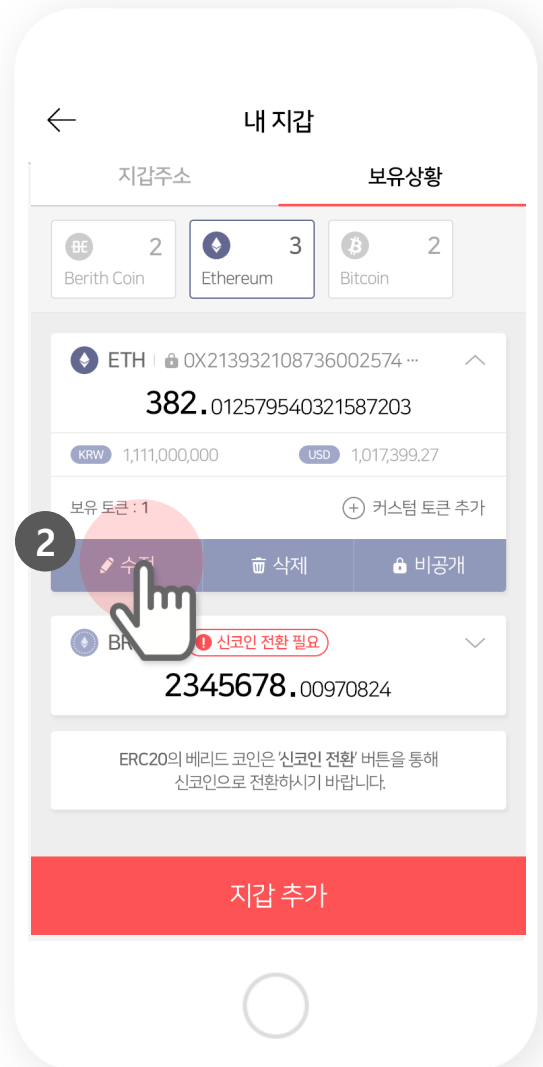 내 지갑
지갑주소 보유상황
2 3 2
Berith Coin Ethereum Bitcoin
ETH 0X213932108736002574 ···
382.012579540321587203
KRW 1,111,000,000 USD 1,017,399.27
보유 토큰 : 1 커스텀 토큰 추가
2
수정 삭제 비공개
신코인 전환 필요
2345678.00970824
ERC20의 베리드 코인은 '신코인 전환' 버튼을 통해
신코인으로 전환하시기 바랍니다.
지갑 추가